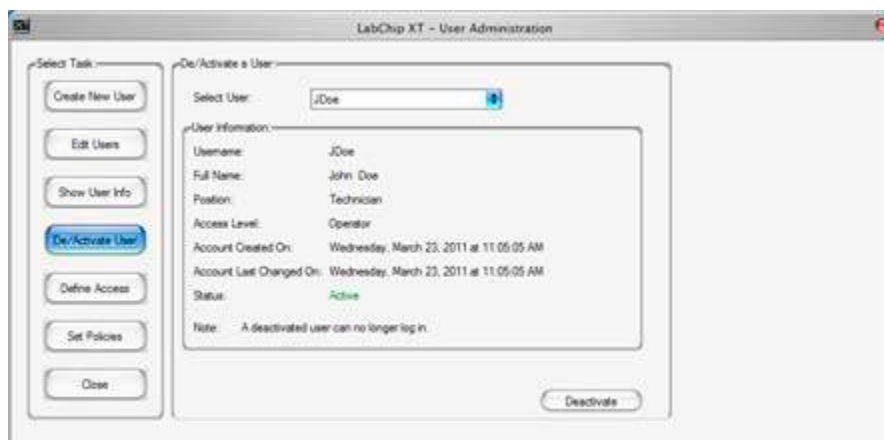 LabChip XT - User Administration
Select Task:
Create New User
Edit Users
Show User Info
De/Activate User
Define Access
Set Policies
Close
De/Activate a User:
Select User: JDoe
User Information:
Username: JDoe
Full Name: John Doe
Position: Technician
Access Level: Operator
Account Created On: Wednesday, March 23, 2011 at 11:05:05 AM
Account Last Changed On: Wednesday, March 23, 2011 at 11:05:05 AM
Status: Active
Note: A deactivated user can no longer log in.
Deactivate